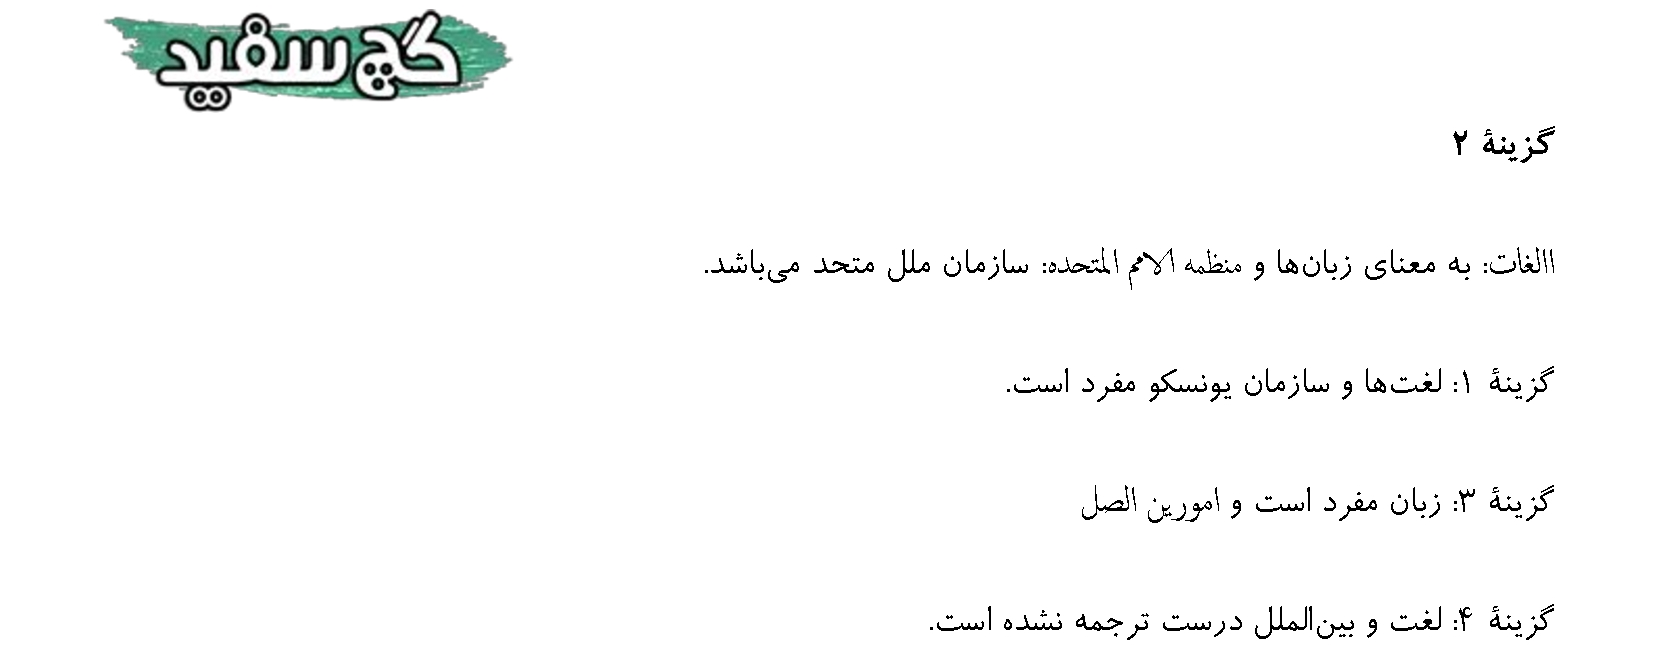 گچ سفید
گزینهٔ ۲
االغات: به معنای زبان‌ها و منظمه الامم المتحده: سازمان ملل متحد می‌باشد.
گزینهٔ ۱: لغت‌ها و سازمان یونسکو مفرد است.
گزینهٔ ۳: زبان مفرد است و امورین الصل
گزینهٔ ۴: لغت و بین‌الملل درست ترجمه نشده است.